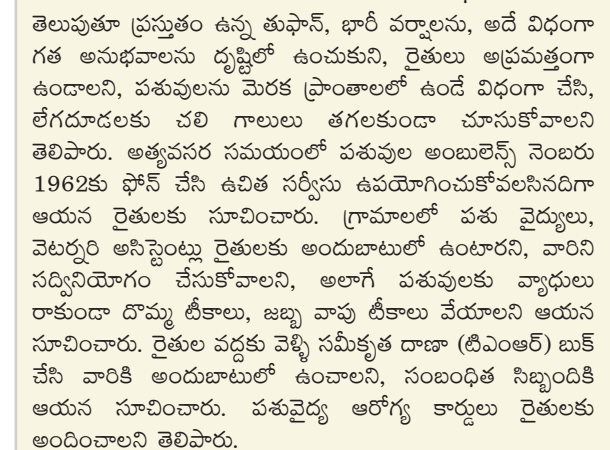 తెలుపుతూ ప్రస్తుతం ఉన్న తుఫాన్, భారీ వర్షాలను, అదే విధంగా
గత అనుభవాలను దృష్టిలో ఉంచుకుని, రైతులు అప్రమత్తంగా
ఉండాలని, పశువులను మెరక ప్రాంతాలలో ఉండే విధంగా చేసి,
లేగదూడలకు చలి గాలులు తగలకుండా చూసుకోవాలని
తెలిపారు. అత్యవసర సమయంలో పశువుల అంబులెన్స్ నెంబరు
1962కు ఫోన్ చేసి ఉచిత సర్వీసు ఉపయోగించుకోవలసినదిగా
ఆయన రైతులకు సూచించారు. గ్రామాలలో పశు వైద్యులు,
వెటర్నరి అసిస్టెంట్లు రైతులకు అందుబాటులో ఉంటారని, వారిని
సద్వినియోగం చేసుకోవాలని, అలాగే పశువులకు వ్యాధులు
రాకుండా దొమ్మ టీకాలు, జబ్బ వాపు టీకాలు వేయాలని ఆయన
సూచించారు. రైతుల వద్దకు వెళ్ళి సమీకృత దాణా (టిఎంఆర్) బుక్
చేసి వారికి అందుబాటులో ఉంచాలని, సంబంధిత సిబ్బందికి
ఆయన సూచించారు. పశువైద్య ఆరోగ్య కార్డులు రైతులకు
అందించాలని తెలిపారు.